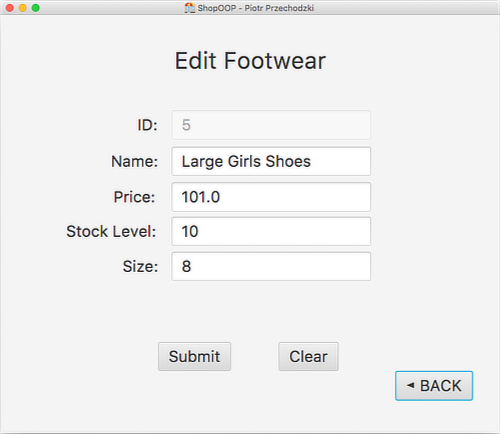 ShopOOP - Piotr Przechodzki
Edit Footwear
ID: 5
Name: Large Girls Shoes
Price: 101.0
Stock Level: 10
Size: 8
Submit Clear
◄ BACK